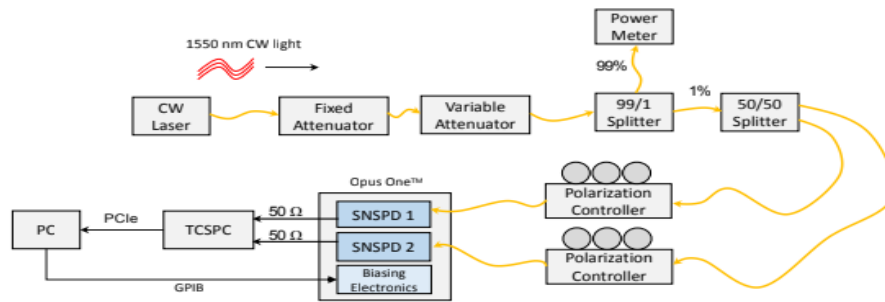 1550 nm CW light
Power
Meter
99%
1%
CW
Laser
Fixed
Attenuator
Variable
Attenuator
99/1
Splitter
50/50
Splitter
Opus One™
Polarization
Controller
PC
PCIe
TCSPC
50 Ω
SNSPD 1
50 Ω
SNSPD 2
Biasing
Electronics
GPIB
Polarization
Controller